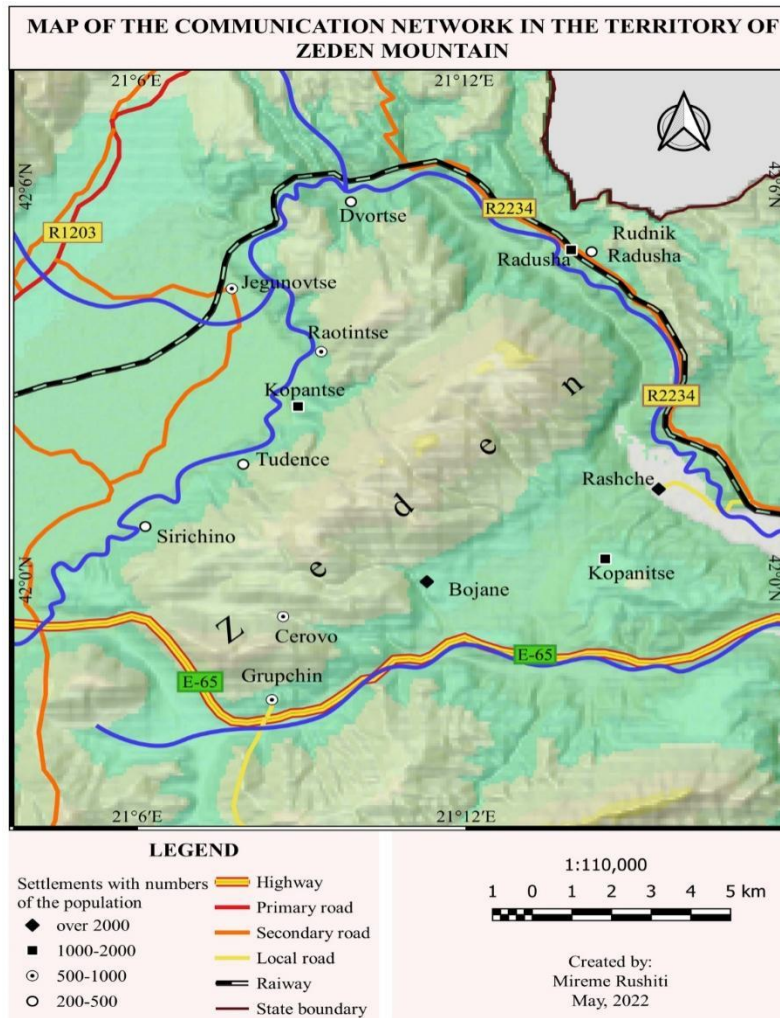 MAP OF THE COMMUNICATION NETWORK IN THE TERRITORY OF
ZEDEN MOUNTAIN
21°6′E
21°12′E
42°6′N
42°6′N
R1203
Dvortse
R2234
Rudnik
Radusha
Radusha
Jegunovtse
Raotintse
Kopantse
R2234
Tudence
Rashche
Sirichino
Zeden
42°0′N
42°0′N
Bojane
Kopanitse
Cerovo
E-65
E-65
Grupchin
21°6′E
21°12′E
LEGEND
Settlements with numbers
of the population
over 2000
1000-2000
500-1000
200-500
Highway
Primary road
Secondary road
Local road
Raiway
State boundary
1:110,000
1 0 1 2 3 4 5 km
Created by:
Mireme Rushiti
May, 2022